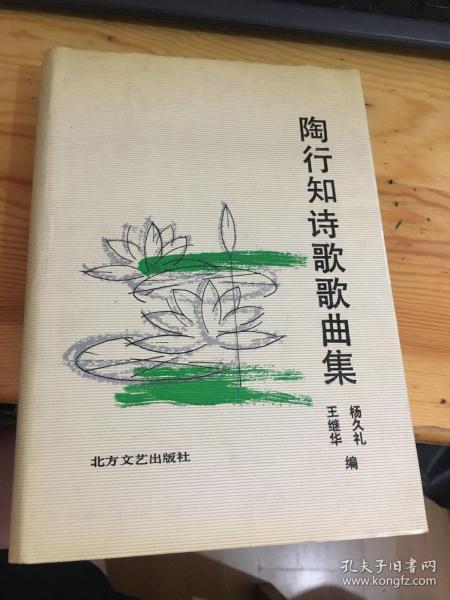 陶行知诗歌歌曲集
杨久礼
王继华
编
北方文艺出版社
孔夫子旧书网
www.kongfz.com